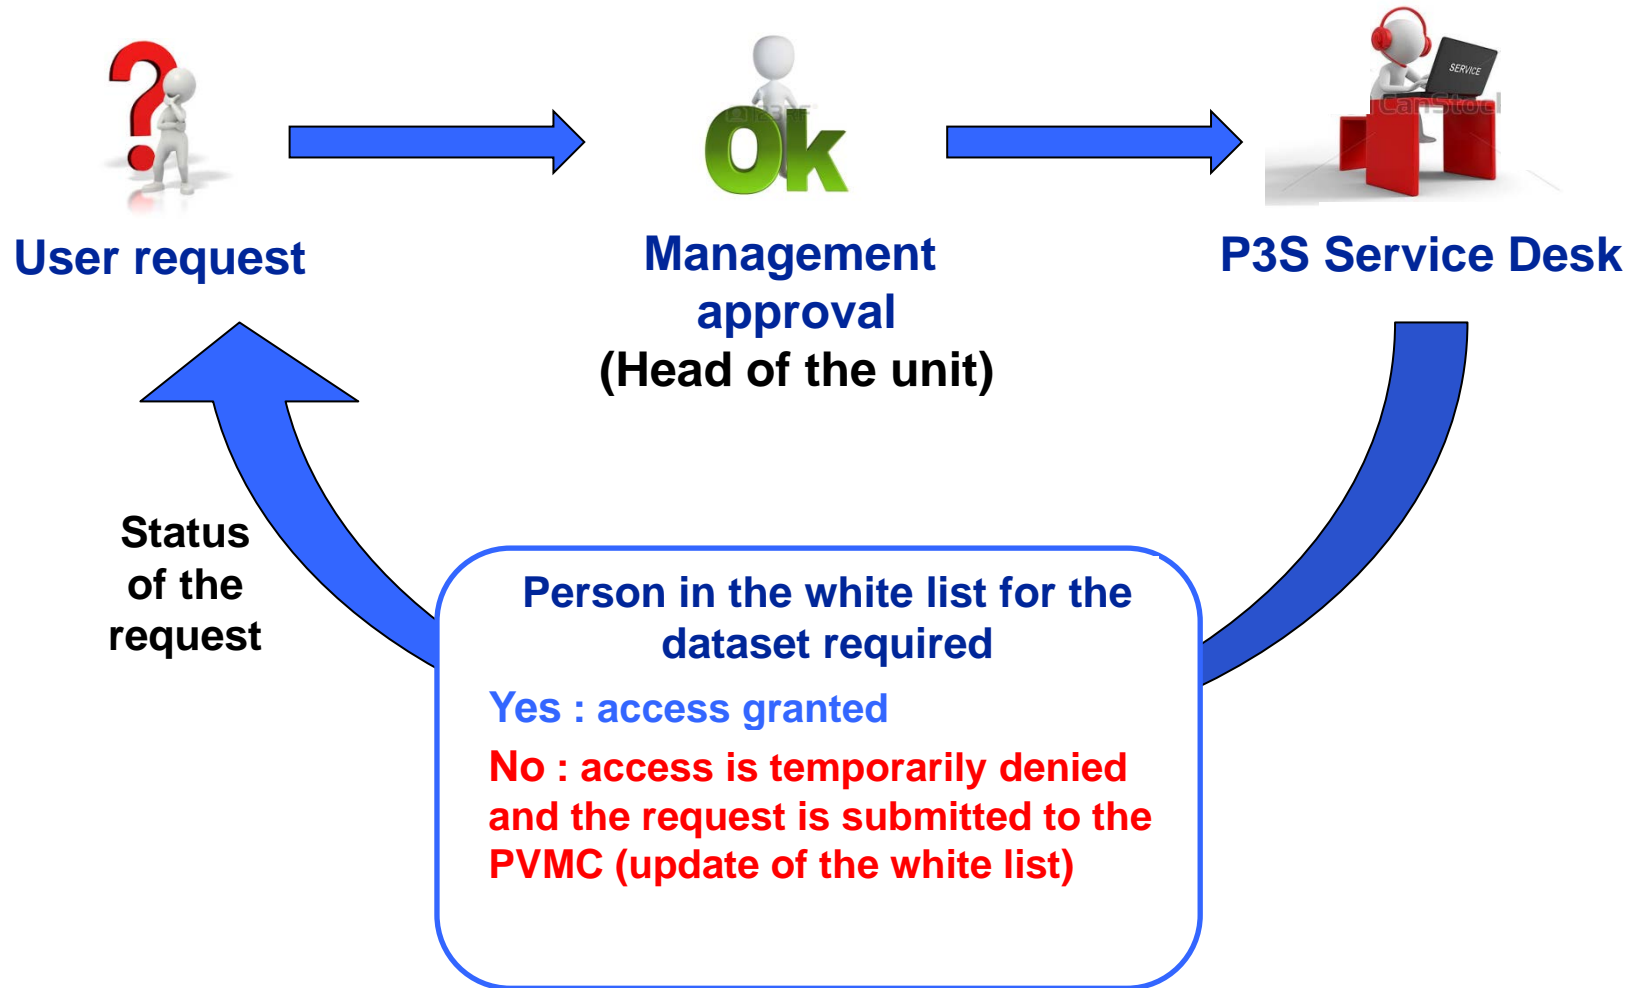 Ok
SERVICE
CanStock
User request
Management
approval
(Head of the unit)
P3S Service Desk
Status
of the
request
Person in the white list for the
dataset required
Yes : access granted
No : access is temporarily denied
and the request is submitted to the
PVMC (update of the white list)